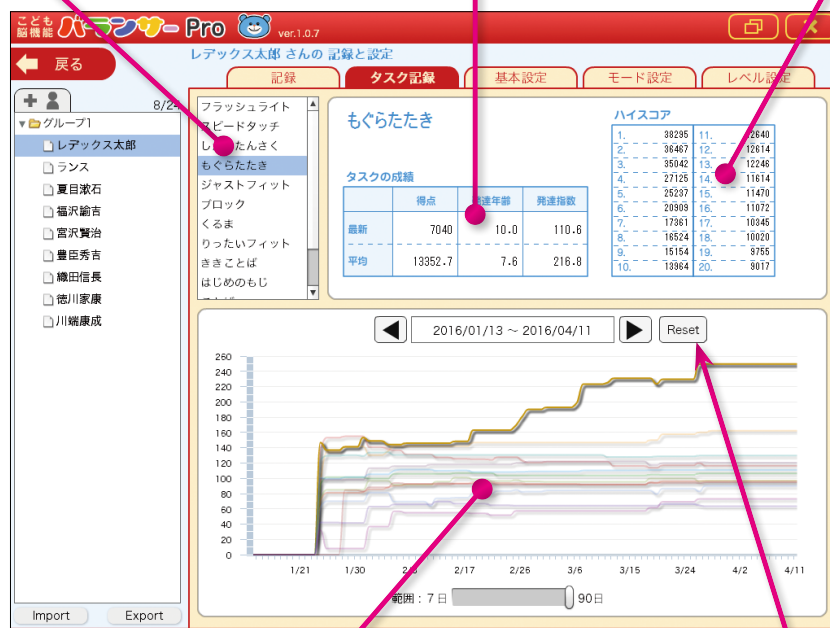 こども
脳機能 バランサー Pro ver.1.0.7
レデックス太郎 さんの 記録と設定
戻る
記録 タスク記録 基本設定 モード設定 レベル設定
8/24
グループ1
レデックス太郎
ランス
夏目漱石
福沢諭吉
宮沢賢治
豊臣秀吉
織田信長
徳川家康
川端康成
Import Export
フラッシュライト
スピードタッチ
もぐらたたき
ジャストフィット
ブロック
くるま
りったいフィット
ききことば
はじめのもじ
もぐらたたき
タスクの成績
得点 発達年齢 発達指数
最新 7040 10.0 110.6
平均 13352.7 7.6 216.8
ハイスコア
1. 38295 11. 12640
2. 36467 12. 12614
3. 35042 13. 12246
4. 27125 14. 11614
5. 25237 15. 11470
6. 20909 16. 11072
7. 17361 17. 10345
8. 16524 18. 10020
9. 15154 19. 9755
10. 13964 20. 9017
2016/01/13 ～ 2016/04/11 Reset
260
240
220
200
180
160
140
120
100
80
60
40
20
0
1/21 1/30 2/17 2/26 3/6 3/15 3/24 4/2 4/11
範囲：7日 90日